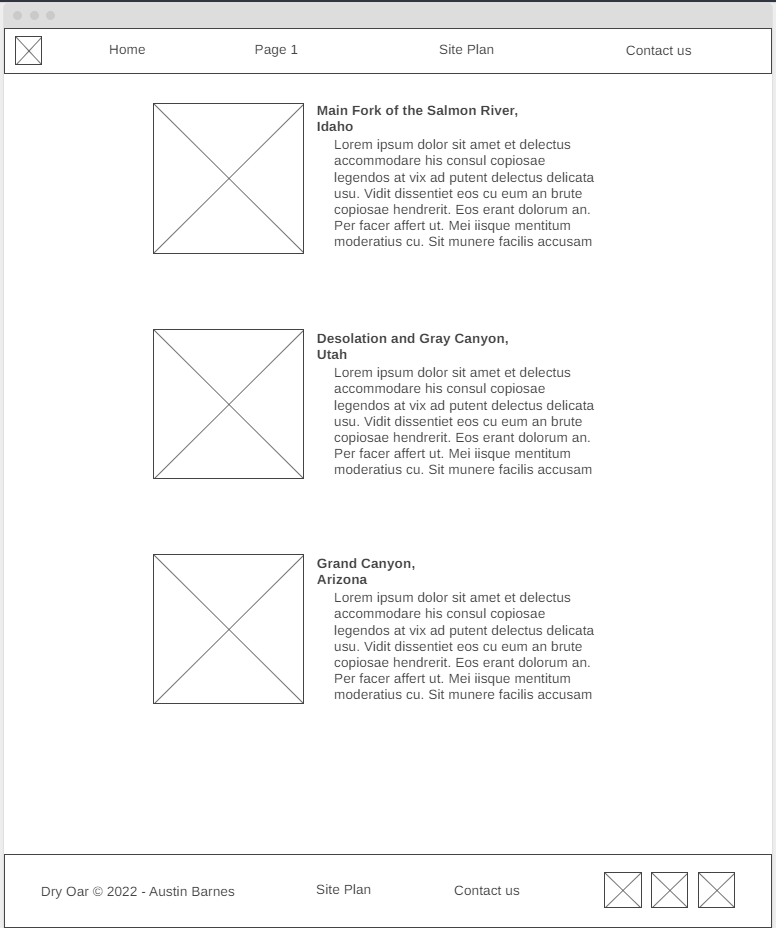 Home Page 1 Site Plan Contact us
Main Fork of the Salmon River,
Idaho
Lorem ipsum dolor sit amet et delectus
accommodare his consul copiosae
legendos at vix ad putent delectus delicata
usu. Vidit dissentiet eos cu eum an brute
copiosae hendrerit. Eos erant dolorum an.
Per facer affert ut. Mei iisque mentitum
moderatius cu. Sit munere facilis accusam
Desolation and Gray Canyon,
Utah
Lorem ipsum dolor sit amet et delectus
accommodare his consul copiosae
legendos at vix ad putent delectus delicata
usu. Vidit dissentiet eos cu eum an brute
copiosae hendrerit. Eos erant dolorum an.
Per facer affert ut. Mei iisque mentitum
moderatius cu. Sit munere facilis accusam
Grand Canyon,
Arizona
Lorem ipsum dolor sit amet et delectus
accommodare his consul copiosae
legendos at vix ad putent delectus delicata
usu. Vidit dissentiet eos cu eum an brute
copiosae hendrerit. Eos erant dolorum an.
Per facer affert ut. Mei iisque mentitum
moderatius cu. Sit munere facilis accusam
Dry Oar © 2022 - Austin Barnes Site Plan Contact us